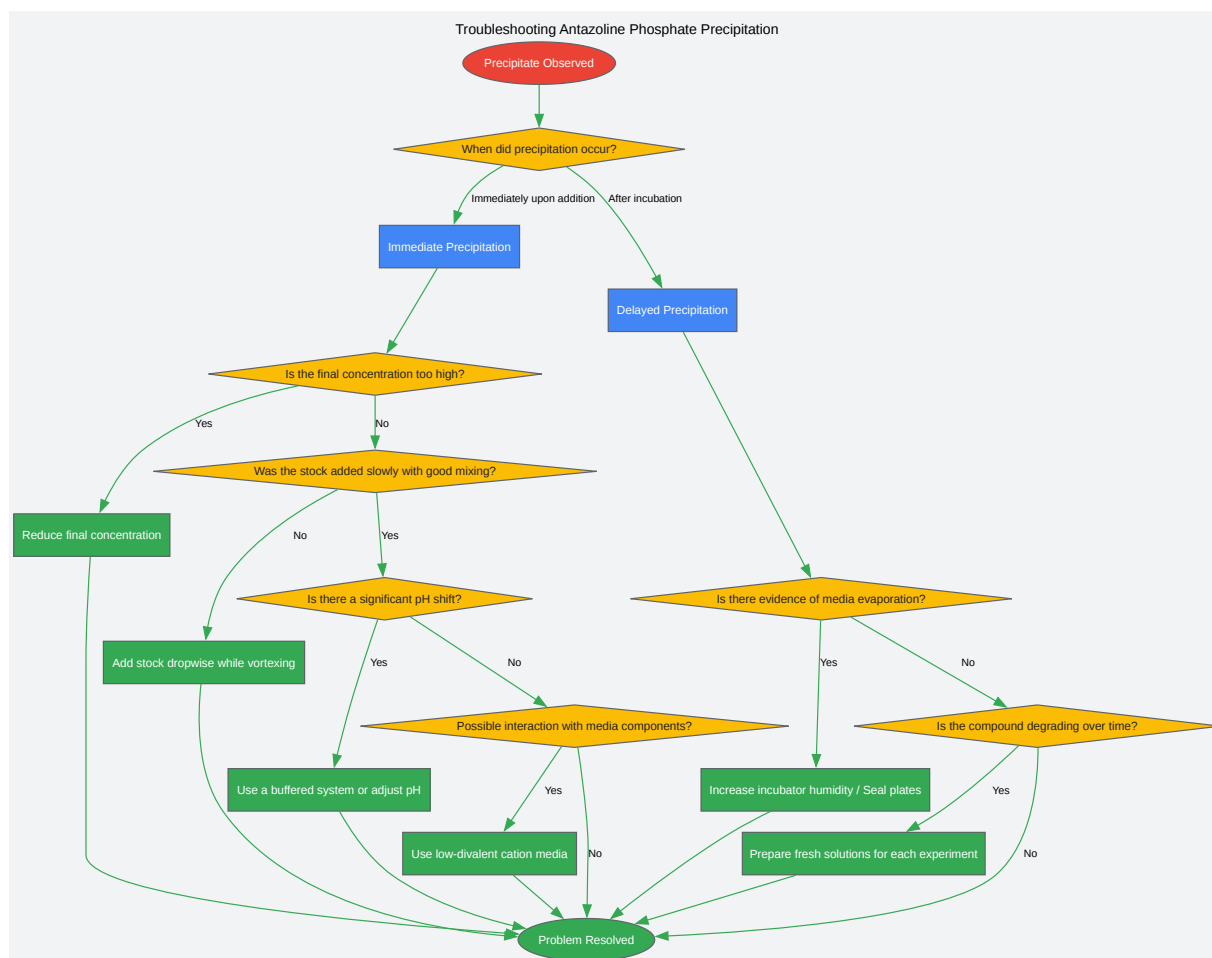 Troubleshooting Antazoline Phosphate Precipitation
Precipitate Observed
When did precipitation occur?
Immediately upon addition
After incubation
Immediate Precipitation
Delayed Precipitation
Is the final concentration too high?
Yes
No
Was the stock added slowly with good mixing?
Reduce final concentration
No
Yes
Is there a significant pH shift?
Is there evidence of media evaporation?
Add stock dropwise while vortexing
Yes
No
Yes
No
Possible interaction with media components?
Is the compound degrading over time?
Use a buffered system or adjust pH
Yes
Increase incubator humidity / Seal plates
Yes
Use low-divalent cation media
No
Prepare fresh solutions for each experiment
No
Problem Resolved